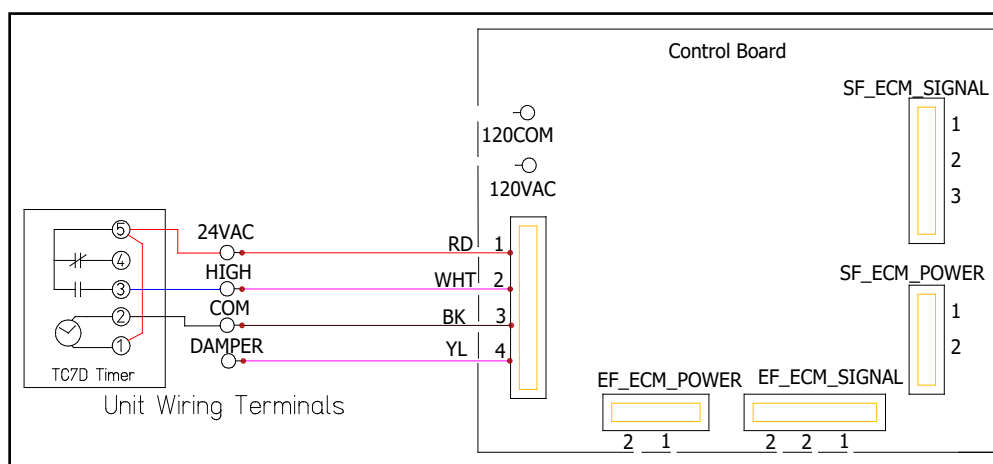 Control Board
SF_ECM_SIGNAL
1
2
3
120COM
120VAC
5
4
3
2
1
TC7D Timer
24VAC
HIGH
COM
DAMPER
RD 1
WHT 2
BK 3
YL 4
SF_ECM_POWER
1
2
EF_ECM_POWER
2 1
EF_ECM_SIGNAL
2 2 1
Unit Wiring Terminals